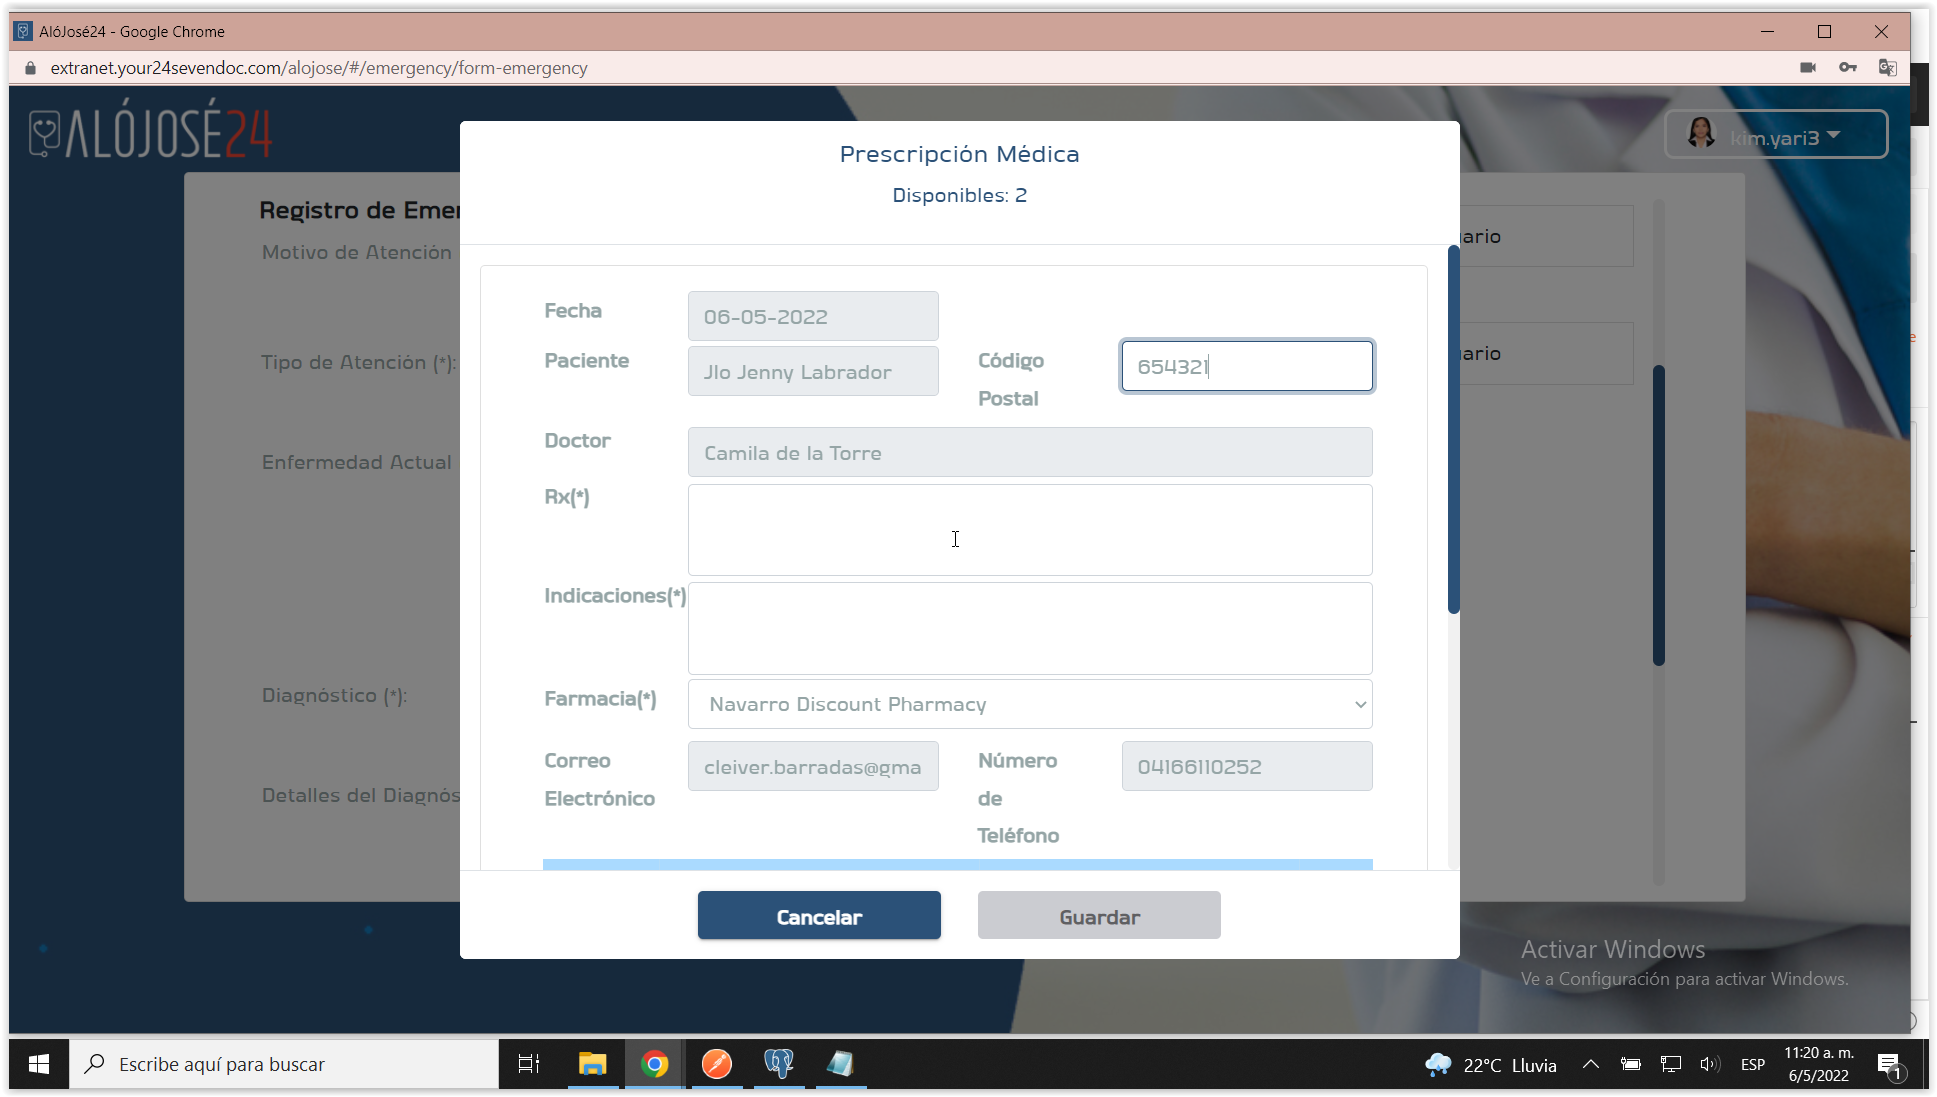 AlóJosé24 - Google Chrome
extranet.your24sevendoc.com/alojose/#/emergency/form-emergency
ALÓJOSÉ24
kim.yari3
Prescripción Médica
Disponibles: 2
Registro de Emer
Motivo de Atención
Tipo de Atención (*):
Enfermedad Actual
Diagnóstico (*):
Detalles del Diagnós
ario
ario
Fecha
06-05-2022
Paciente
Jlo Jenny Labrador
Código Postal
654321
Doctor
Camila de la Torre
Rx(*)
Indicaciones(*)
Farmacia(*)
Navarro Discount Pharmacy
Correo Electrónico
cleiver.barradas@gma
Número de Teléfono
04166110252
Cancelar
Guardar
Activar Windows
Ve a Configuración para activar Windows.
Escribe aquí para buscar
22°C Lluvia
ESP
11:20 a. m.
6/5/2022
1